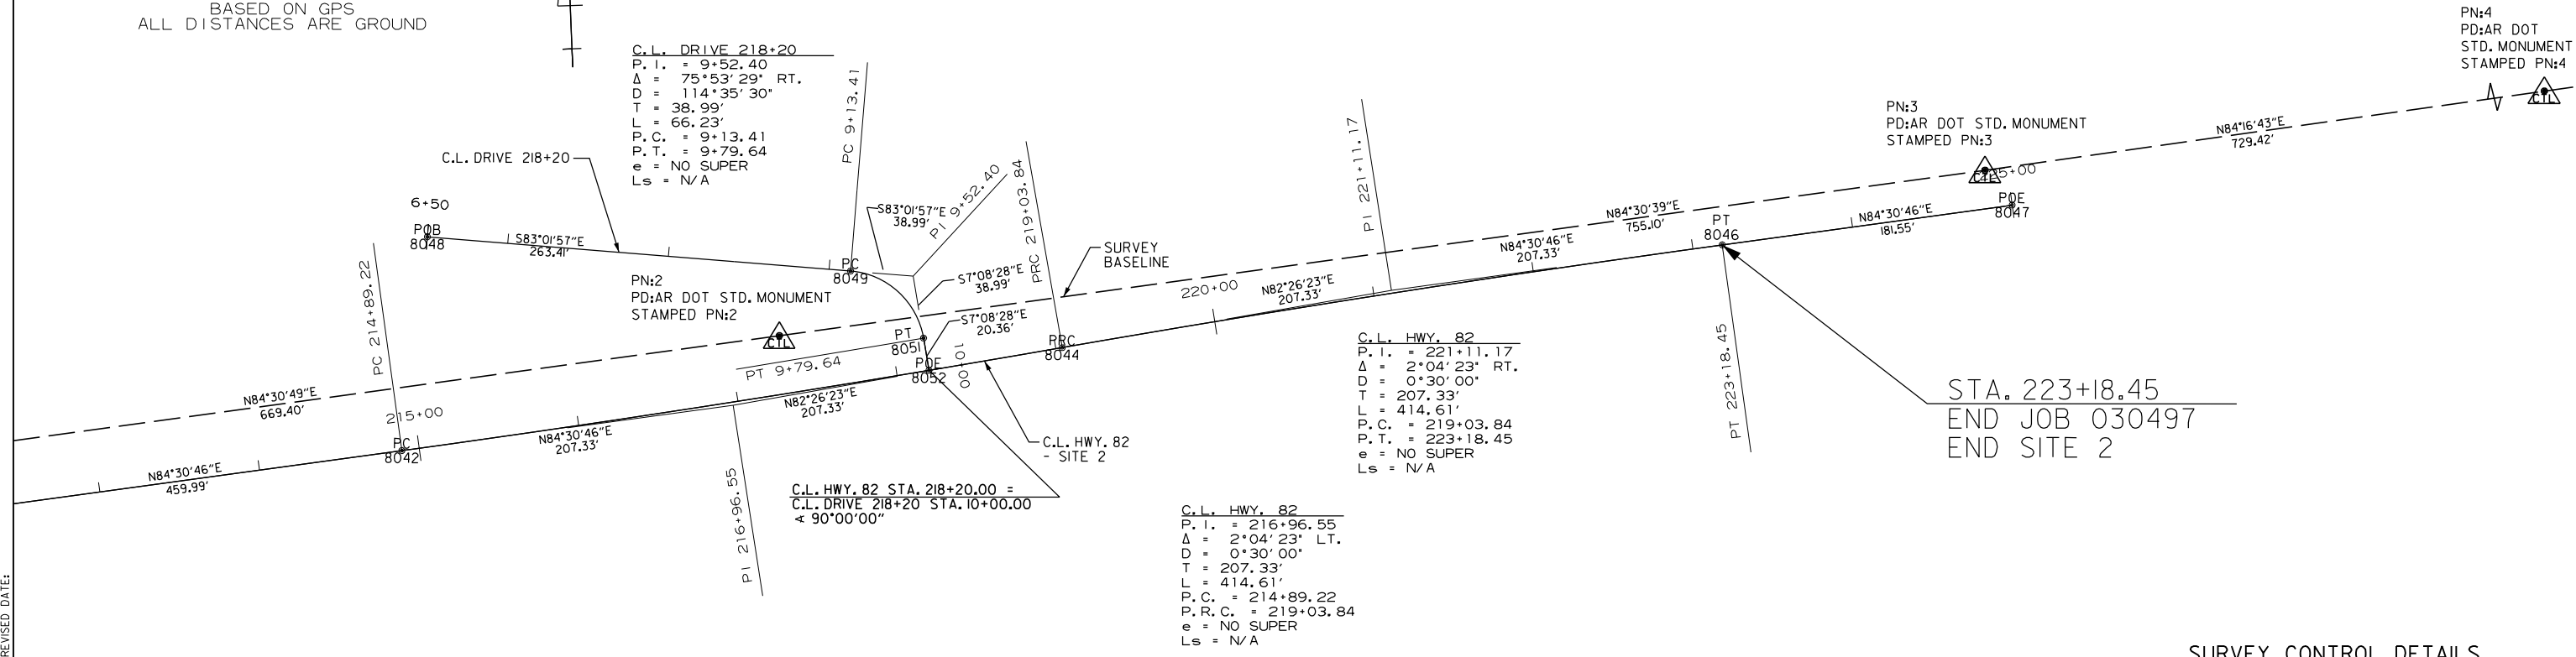 BASED ON GPS
ALL DISTANCES ARE GROUND
C.L. DRIVE 218+20
P.I. = 9+52.40
Δ = 75°53'29" RT.
D = 114°35'30"
T = 38.99'
L = 66.23'
P.C. = 9+13.41
P.T. = 9+79.64
e = NO SUPER
Ls = N/A
C.L. DRIVE 218+20
6+50
POB
8048
S83°01'57"E
263.41'
PC 9+13.41
PC
8049
S83°01'57"E
38.99'
PI 9+52.40
S7°08'28"E
38.99'
S7°08'28"E
20.36'
PRC 219+03.84
SURVEY
BASELINE
PN:2
PD:AR DOT STD. MONUMENT
STAMPED PN:2
CTL
PT
8051
PT 9+79.64
POE
8052
10+00
PRC
8044
PC 214+89.22
215+00
PC
8042
N84°30'49"E
669.40'
N84°30'46"E
459.99'
N84°30'46"E
207.33'
N82°26'23"E
207.33'
PI 216+96.55
C.L. HWY. 82 STA. 218+20.00 =
C.L. DRIVE 218+20 STA. 10+00.00
∢ 90°00'00"
C.L. HWY. 82
- SITE 2
220+00
N82°26'23"E
207.33'
PI 221+11.17
N84°30'46"E
207.33'
N84°30'39"E
755.10'
PT
8046
PT 223+18.45
N84°30'46"E
181.55'
POE
8047
225+00
PN:3
PD:AR DOT STD. MONUMENT
STAMPED PN:3
CTL
N84°16'43"E
729.42'
PN:4
PD:AR DOT
STD. MONUMENT
STAMPED PN:4
CTL
C.L. HWY. 82
P.I. = 221+11.17
Δ = 2°04'23" RT.
D = 0°30'00"
T = 207.33'
L = 414.61'
P.C. = 219+03.84
P.T. = 223+18.45
e = NO SUPER
Ls = N/A
C.L. HWY. 82
P.I. = 216+96.55
Δ = 2°04'23" LT.
D = 0°30'00"
T = 207.33'
L = 414.61'
P.C. = 214+89.22
P.R.C. = 219+03.84
e = NO SUPER
Ls = N/A
STA. 223+18.45
END JOB 030497
END SITE 2
REVISED DATE:
SURVEY CONTROL DETAILS